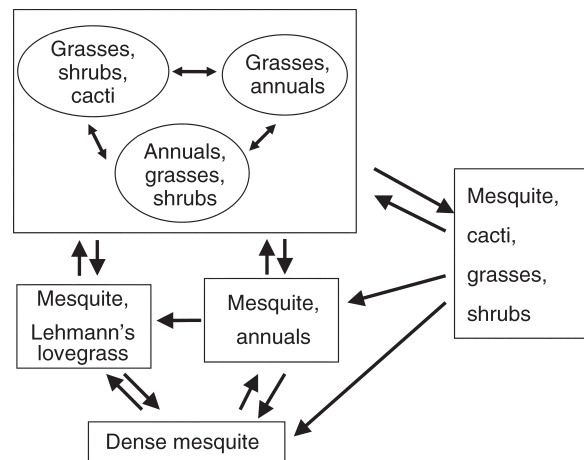 Grasses,
shrubs,
cacti
Grasses,
annuals
Annuals,
grasses,
shrubs
Mesquite,
cacti,
grasses,
shrubs
Mesquite,
Lehmann's
lovegrass
Mesquite,
annuals
Dense mesquite